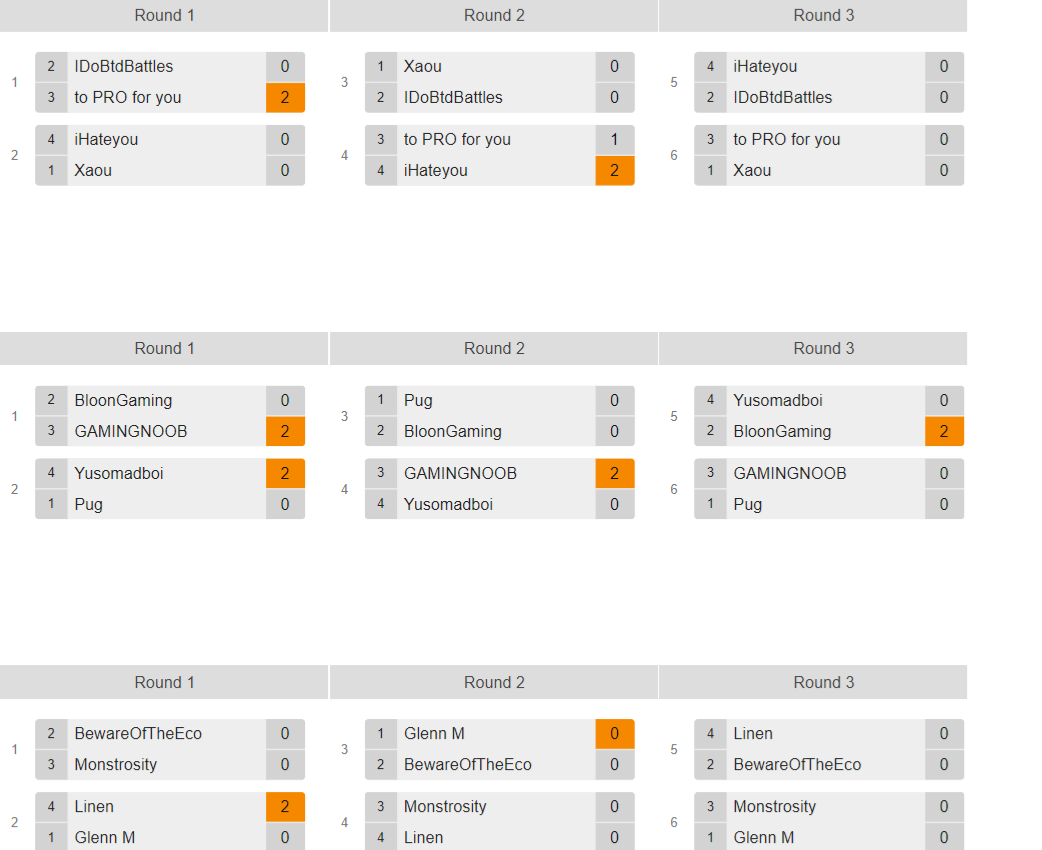 Round 1 Round 2 Round 3
2 IDoBtdBattles 0 1 Xaou 0 4 iHateyou 0
1 3 5
3 to PRO for you 2 2 IDoBtdBattles 0 2 IDoBtdBattles 0
4 iHateyou 0 3 to PRO for you 1 3 to PRO for you 0
2 4 6
1 Xaou 0 4 iHateyou 2 1 Xaou 0
Round 1 Round 2 Round 3
2 BloonGaming 0 1 Pug 0 4 Yusomadboi 0
1 3 5
3 GAMINGNOOB 2 2 BloonGaming 0 2 BloonGaming 2
4 Yusomadboi 2 3 GAMINGNOOB 2 3 GAMINGNOOB 0
2 4 6
1 Pug 0 4 Yusomadboi 0 1 Pug 0
Round 1 Round 2 Round 3
2 BewareOfTheEco 0 1 Glenn M 0 4 Linen 0
1 3 5
3 Monstrosity 0 2 BewareOfTheEco 0 2 BewareOfTheEco 0
4 Linen 2 3 Monstrosity 0 3 Monstrosity 0
2 4 6
1 Glenn M 0 4 Linen 0 1 Glenn M 0